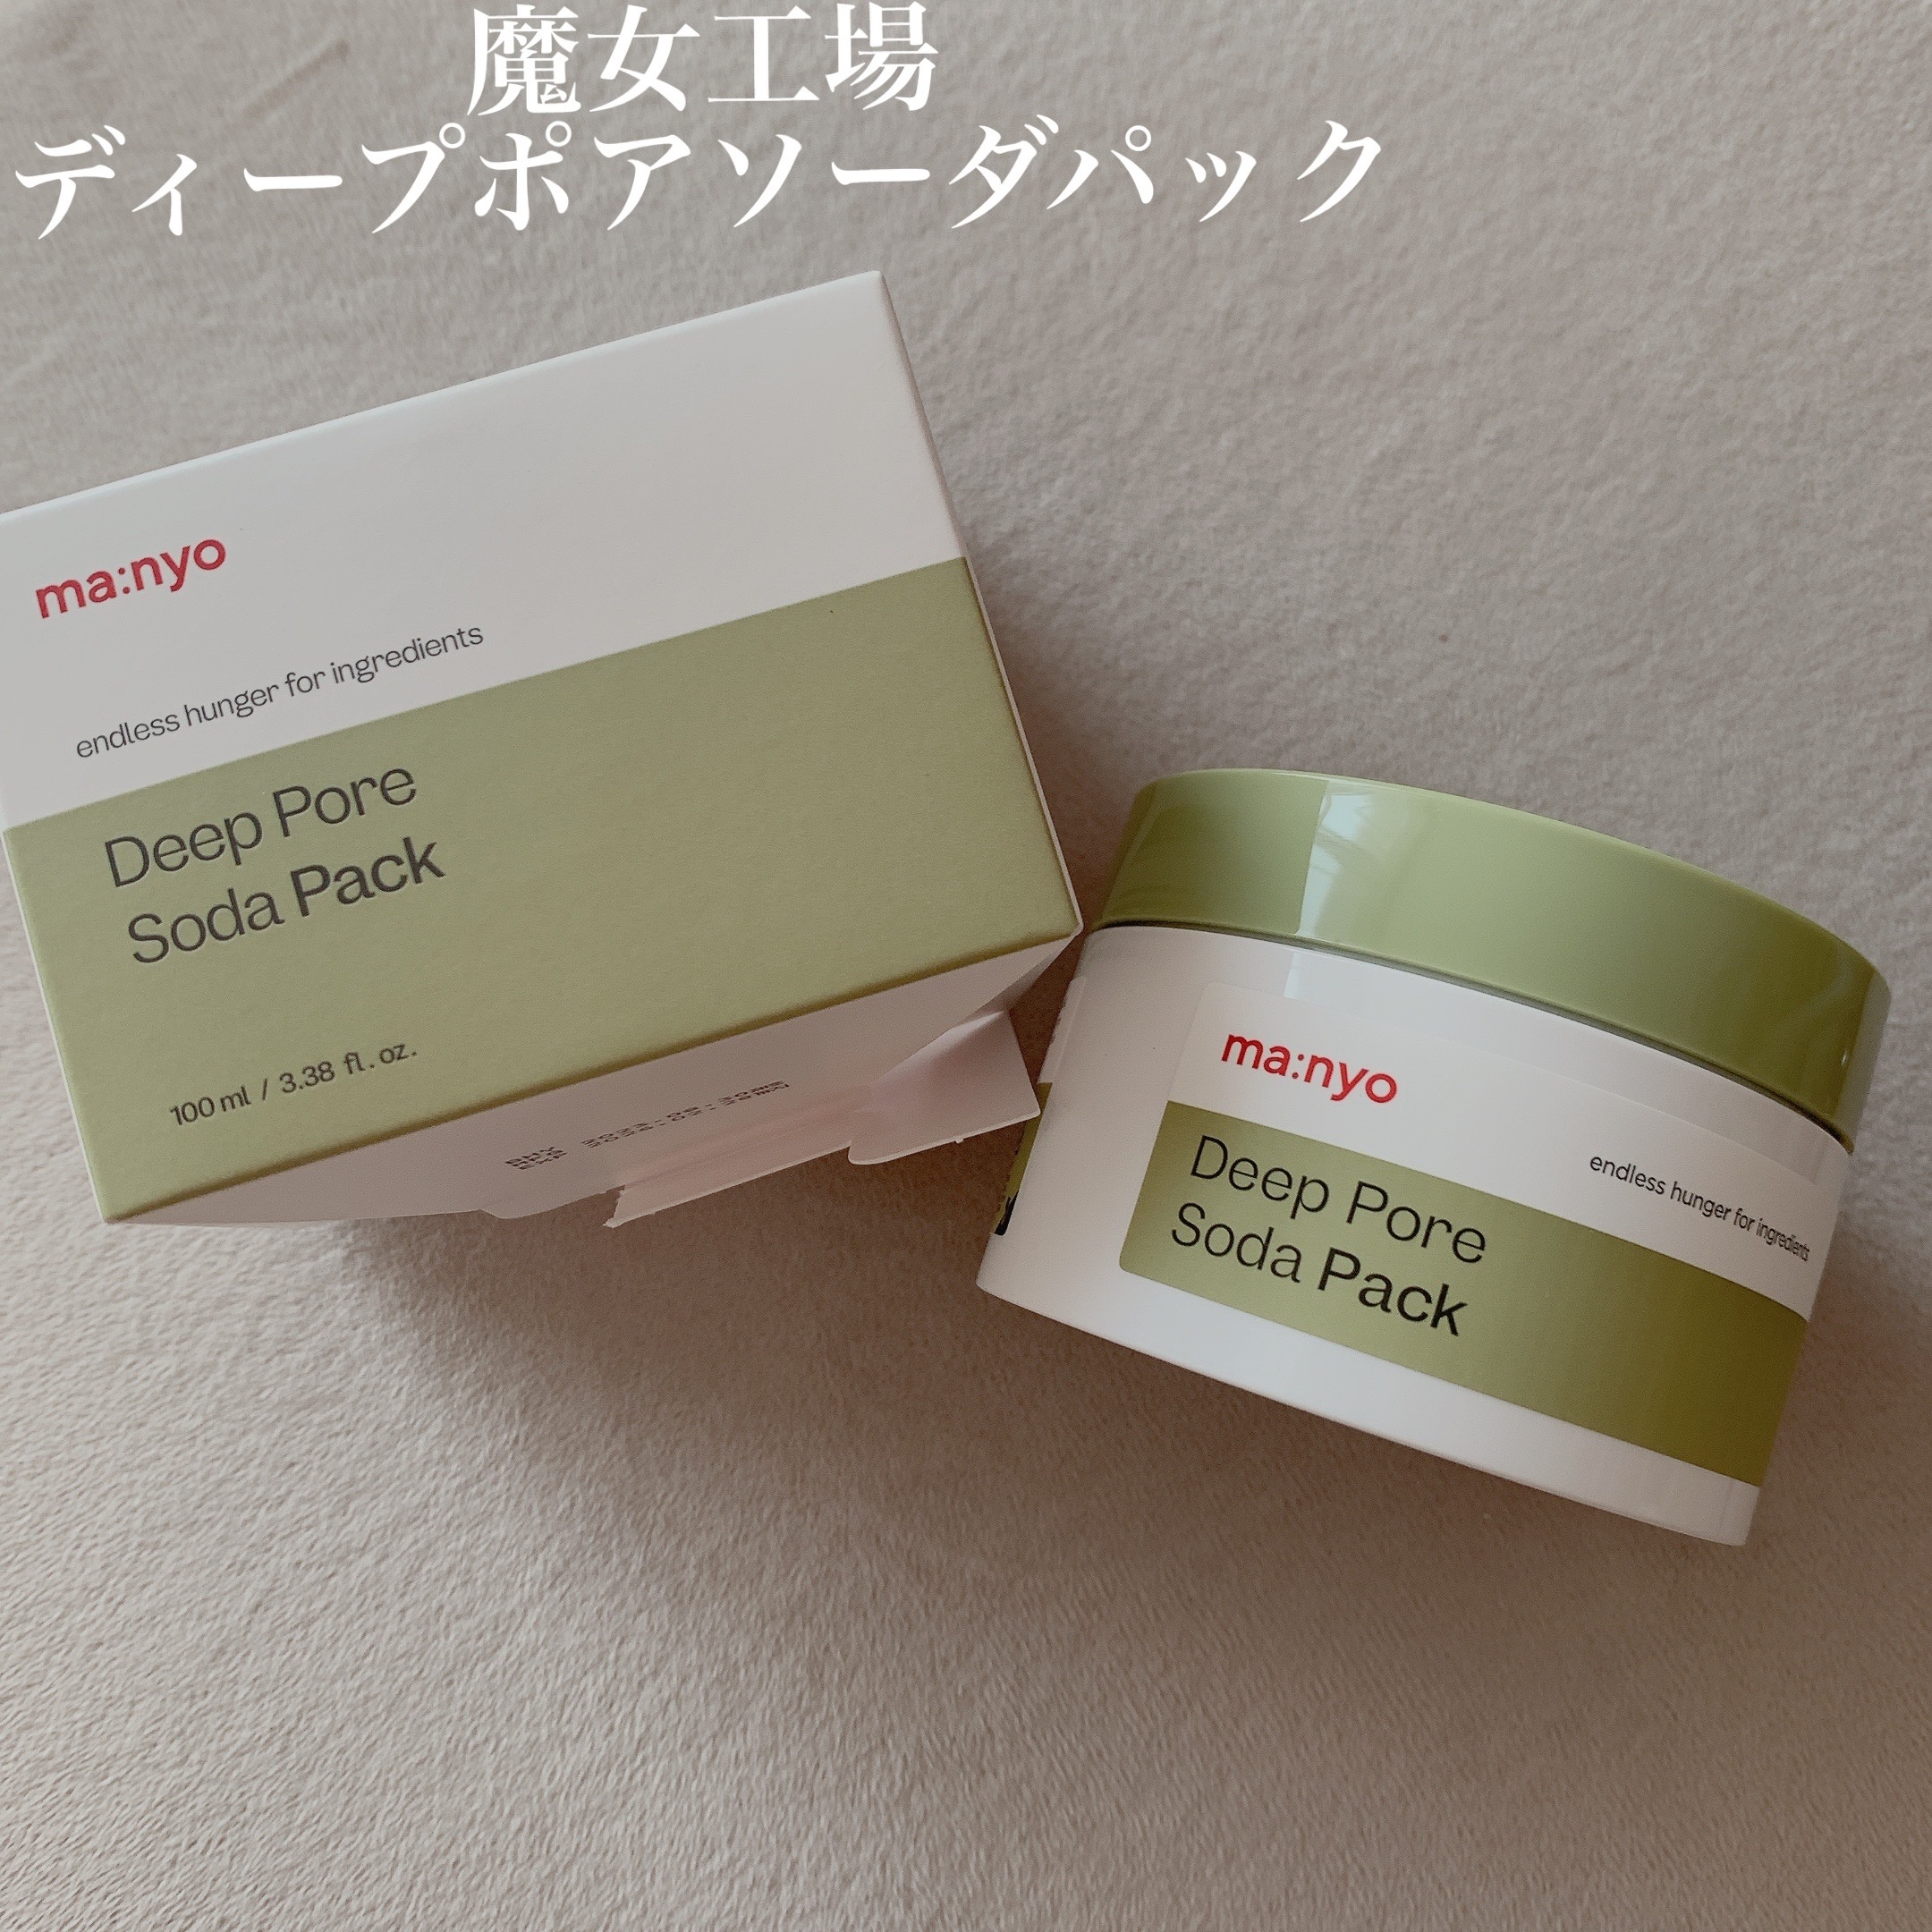 魔女工場
ディープポアソーダパック
ma:nyo
endless hunger for ingredients
Deep Pore
Soda Pack
100 ml / 3.38 fl. oz.
ma:nyo
endless hunger for ingredients
Deep Pore
Soda Pack